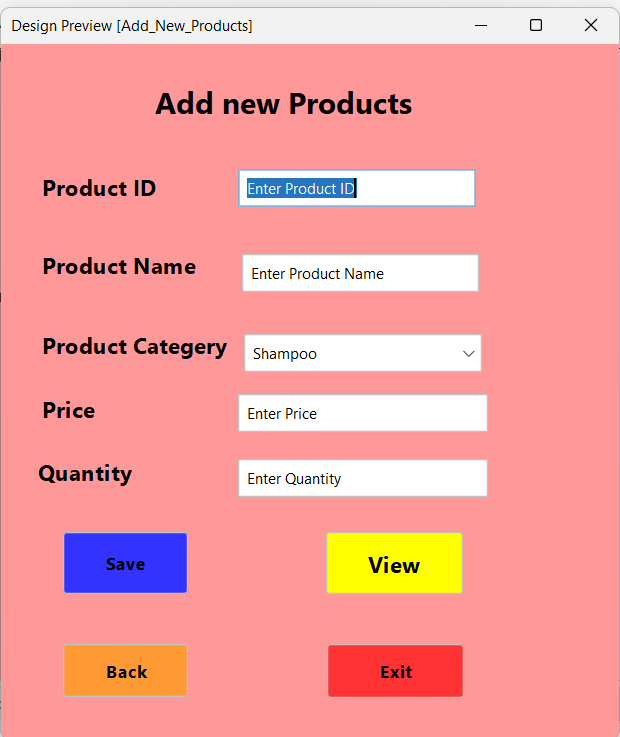 Design Preview [Add_New_Products]
Add new Products
Product ID
Enter Product ID
Product Name
Enter Product Name
Product Categery
Shampoo
Price
Enter Price
Quantity
Enter Quantity
Save
View
Back
Exit